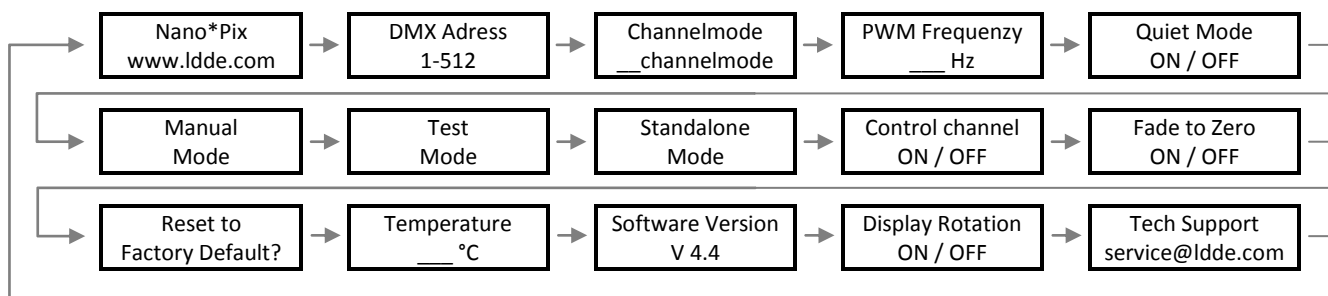 Nano*Pix
www.ldde.com
DMX Adress
1-512
Channelmode
__channelmode
PWM Frequenzy
___ Hz
Quiet Mode
ON / OFF
Manual
Mode
Test
Mode
Standalone
Mode
Control channel
ON / OFF
Fade to Zero
ON / OFF
Reset to
Factory Default?
Temperature
___ °C
Software Version
V 4.4
Display Rotation
ON / OFF
Tech Support
service@ldde.com